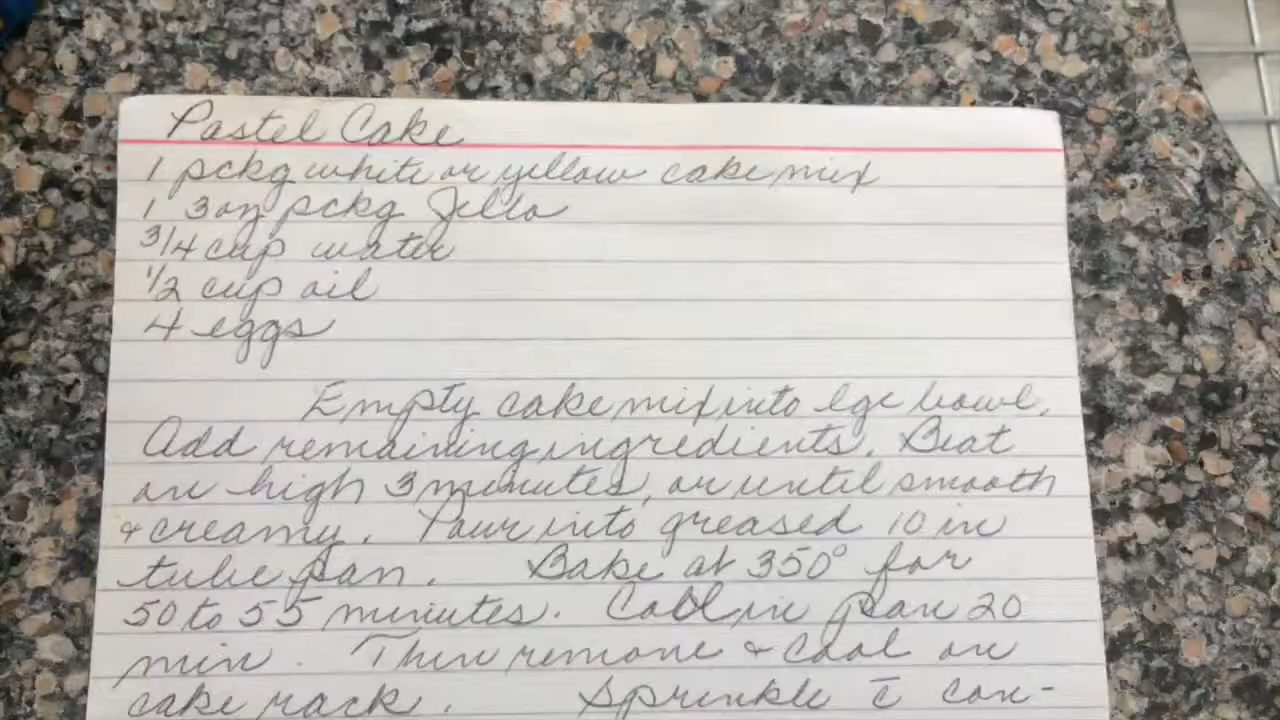 Pastel Cake
1 pckg white or yellow cake mix
1 3oz pckg Jello
3/4 cup water
1/2 cup oil
4 eggs
Empty cake mix into lge bowl.
Add remaining ingredients. Beat
on high 3 minutes, or until smooth
& creamy. Pour into greased 10 in
tube pan. Bake at 350° for
50 to 55 minutes. Cool in pan 20
min. Then remove & cool on
cake rack. Sprinkle c̄ con-